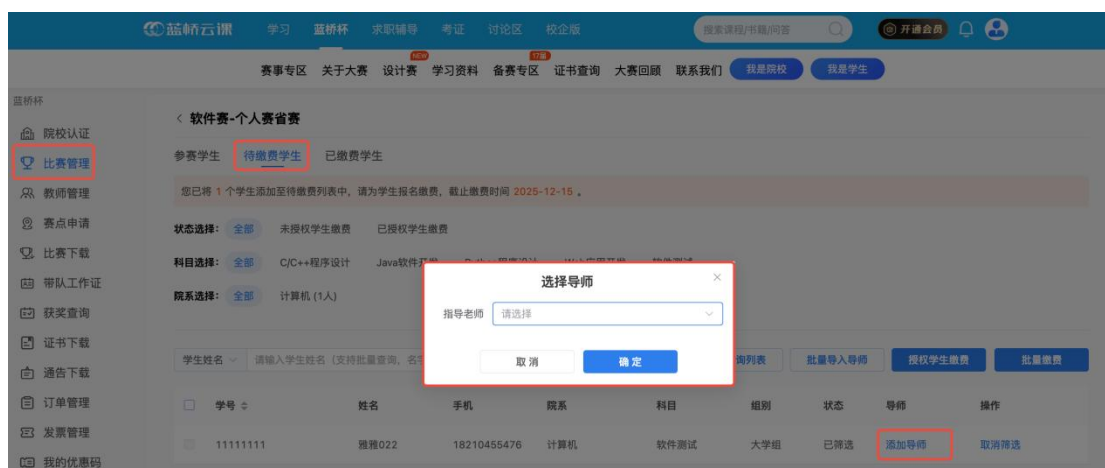 蓝桥云课 学习 蓝桥杯 求职辅导 考证 讨论区 校企版 搜索课程/书籍/问答 开通会员
NEW 17届
赛事专区 关于大赛 设计赛 学习资料 备赛专区 证书查询 大赛回顾 联系我们 我是院校 我是学生
蓝桥杯
院校认证
比赛管理
教师管理
赛点申请
比赛下载
带队工作证
获奖查询
证书下载
通告下载
订单管理
发票管理
我的优惠码
< 软件赛-个人赛省赛
参赛学生 待缴费学生 已缴费学生
您已将 1 个学生添加至待缴费列表中，请为学生报名缴费，截止缴费时间 2025-12-15 。
状态选择： 全部 未授权学生缴费 已授权学生缴费
科目选择： 全部 C/C++程序设计 Java软件开
院系选择： 全部 计算机 (1人)
选择导师 ×
指导老师 请选择
取消 确定
学生姓名 请输入学生姓名（支持批量查询，名字 询列表 批量导入导师 授权学生缴费 批量缴费
学号 姓名 手机 院系 科目 组别 状态 导师 操作
11111111 雅雅022 18210455476 计算机 软件测试 大学组 已筛选 添加导师 取消筛选